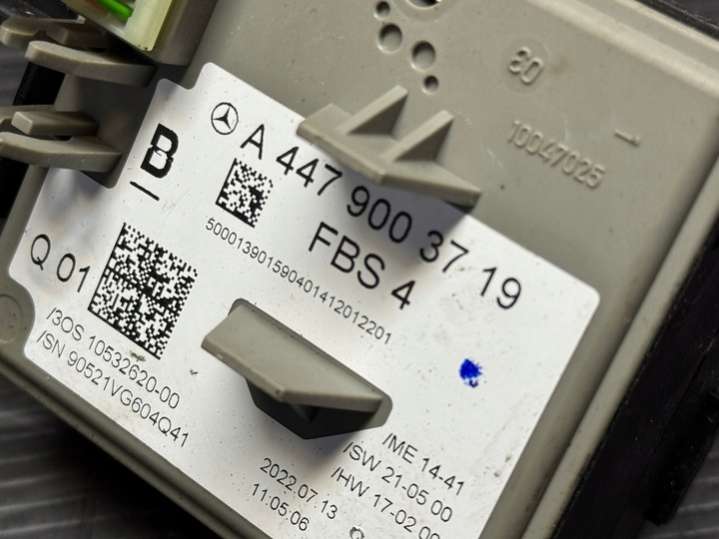 80
10047025
B
A 447 900 37 19
FBS 4
500013901590401412012201
Q 01
/3OS 10532620-00
/SN 90521VG604Q41
/ME 14-41
/SW 21-05 00
/HW 17-02 00
2022.07.13
11:05.06